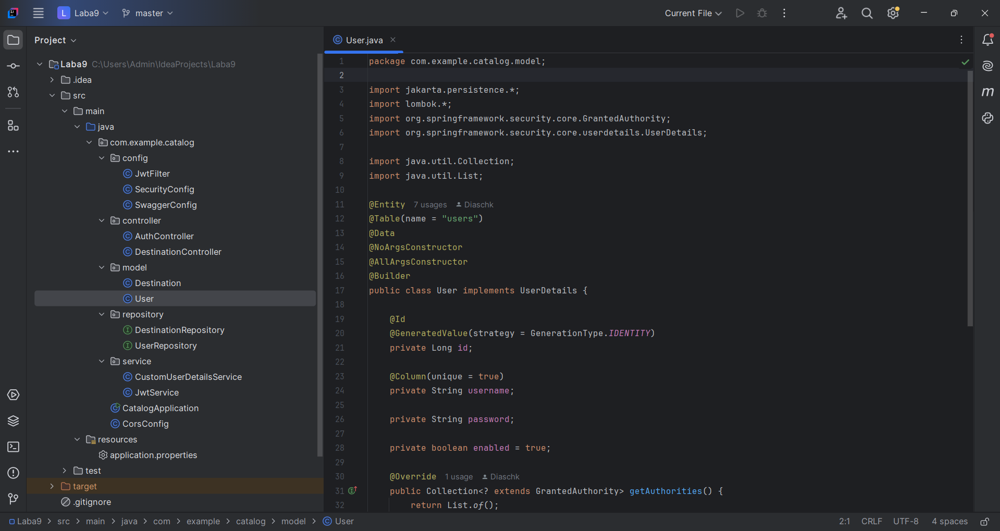 L Laba9 master Current File
Project
User.java
Laba9 C:\Users\Admin\IdeaProjects\Laba9
.idea
src
main
java
com.example.catalog
config
JwtFilter
SecurityConfig
SwaggerConfig
controller
AuthController
DestinationController
model
Destination
User
repository
DestinationRepository
UserRepository
service
CustomUserDetailsService
JwtService
CatalogApplication
CorsConfig
resources
application.properties
test
target
.gitignore
1 package com.example.catalog.model;
2
3 import jakarta.persistence.*;
4 import lombok.*;
5 import org.springframework.security.core.GrantedAuthority;
6 import org.springframework.security.core.userdetails.UserDetails;
7
8 import java.util.Collection;
9 import java.util.List;
10
11 @Entity 7 usages Diaschk
12 @Table(name = "users")
13 @Data
14 @NoArgsConstructor
15 @AllArgsConstructor
16 @Builder
17 public class User implements UserDetails {
18
19 @Id
20 @GeneratedValue(strategy = GenerationType.IDENTITY)
21 private Long id;
22
23 @Column(unique = true)
24 private String username;
25
26 private String password;
27
28 private boolean enabled = true;
29
30 @Override 1 usage Diaschk
31 public Collection<? extends GrantedAuthority> getAuthorities() {
32 return List.of();
Laba9 > src > main > java > com > example > catalog > model > User 2:1 CRLF UTF-8 4 spaces